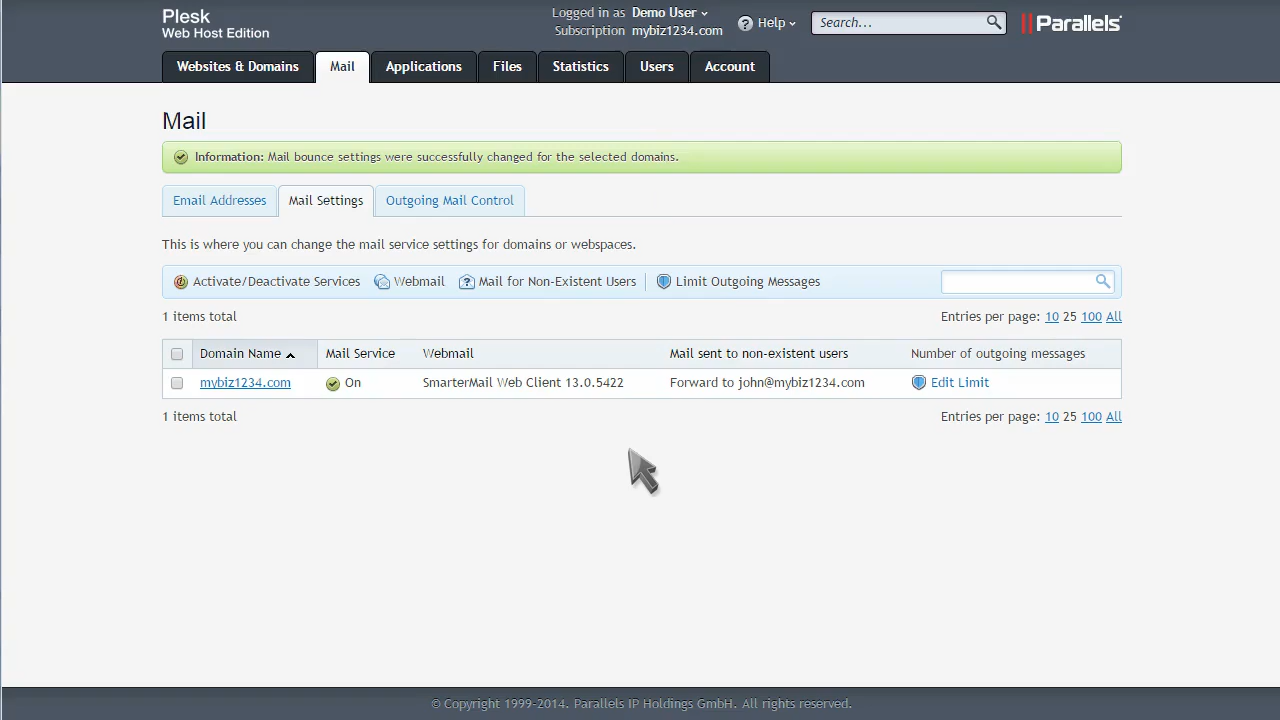 Plesk
Web Host Edition
Logged in as Demo User
Subscription mybiz1234.com
Help
Search...
Parallels
Websites & Domains Mail Applications Files Statistics Users Account
Mail
Information: Mail bounce settings were successfully changed for the selected domains.
Email Addresses Mail Settings Outgoing Mail Control
This is where you can change the mail service settings for domains or webspaces.
Activate/Deactivate Services Webmail Mail for Non-Existent Users Limit Outgoing Messages
1 items total Entries per page: 10 25 100 All
Domain Name Mail Service Webmail Mail sent to non-existent users Number of outgoing messages
mybiz1234.com On SmarterMail Web Client 13.0.5422 Forward to john@mybiz1234.com Edit Limit
1 items total Entries per page: 10 25 100 All
© Copyright 1999-2014. Parallels IP Holdings GmbH. All rights reserved.